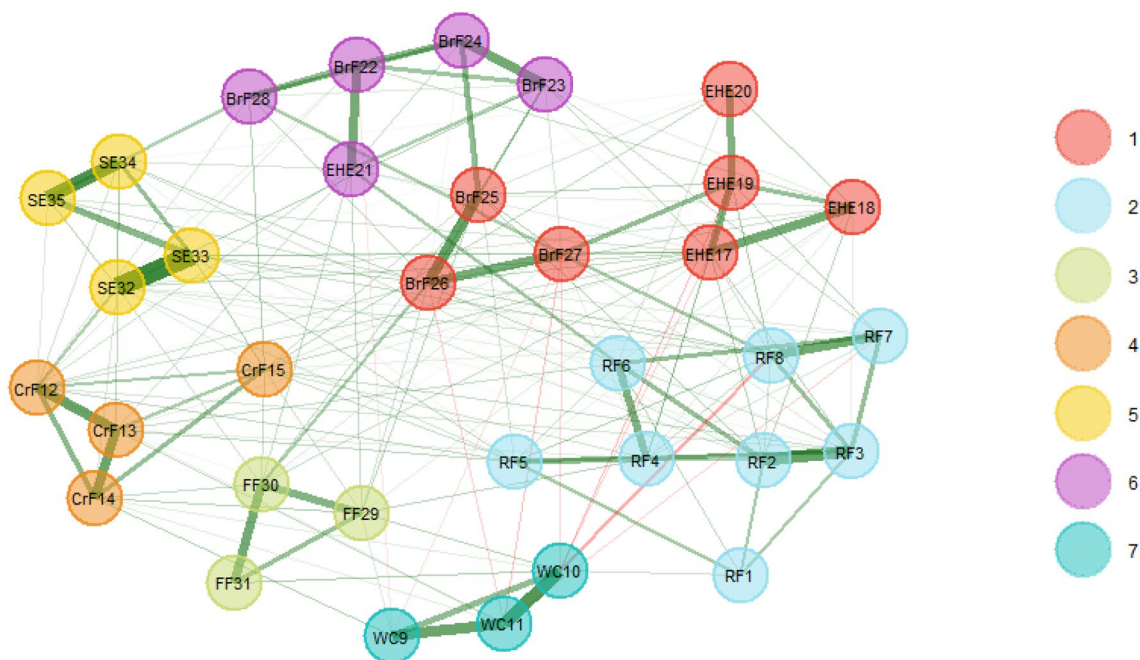 BrF24
BrF22
BrF23
BrF28
EHE20
EHE21
SE34
SE35
BrF25
EHE19
EHE18
SE33
SE32
BrF27
EHE17
BrF26
RF7
RF8
RF6
CrF15
CrF12
CrF13
CrF14
RF5
RF4
RF2
RF3
FF30
FF29
FF31
WC10
RF1
WC11
WC9
1
2
3
4
5
6
7